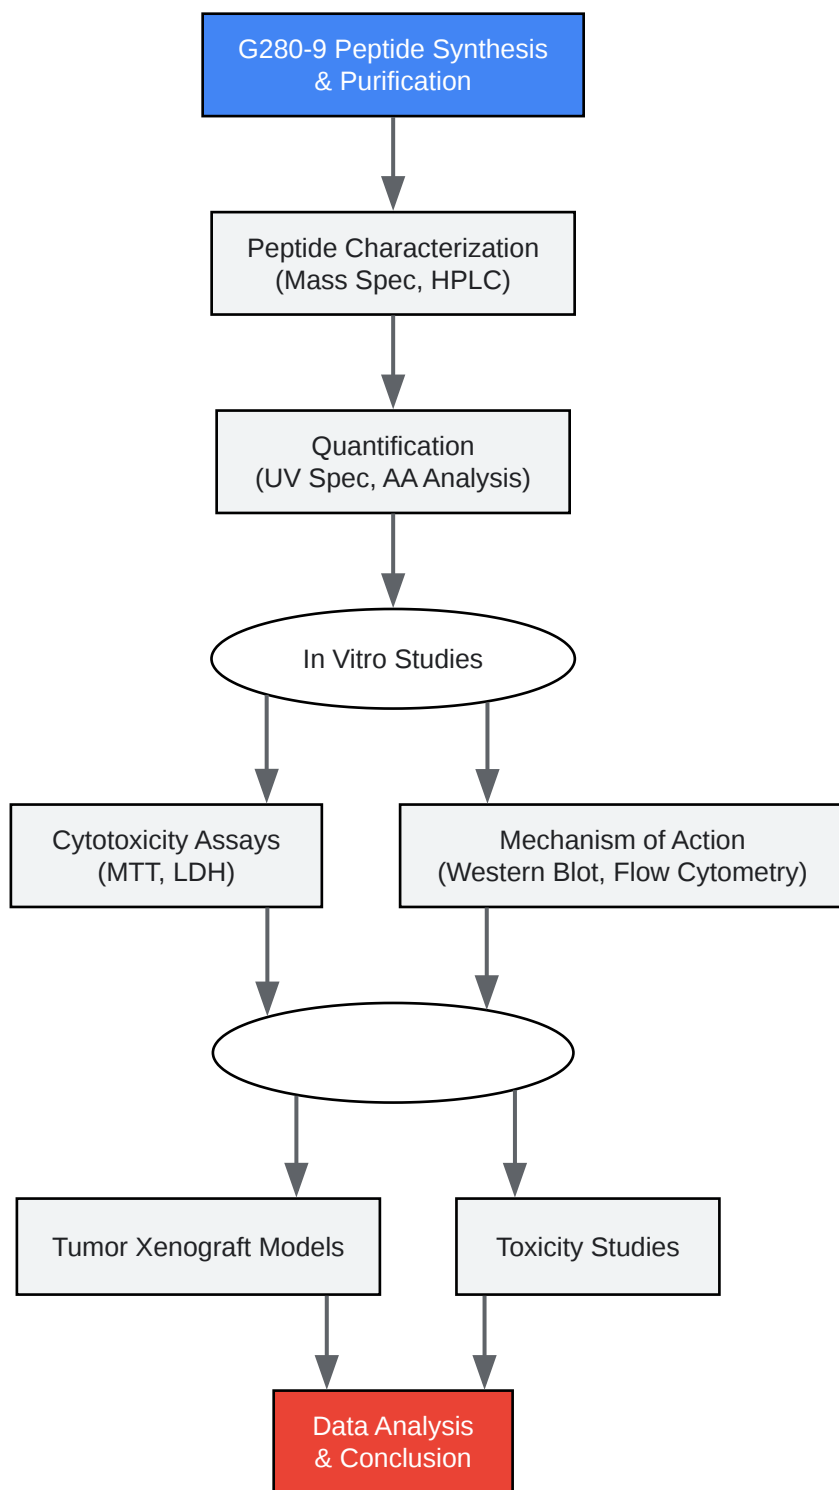 G280-9 Peptide Synthesis
& Purification
Peptide Characterization
(Mass Spec, HPLC)
Quantification
(UV Spec, AA Analysis)
In Vitro Studies
Cytotoxicity Assays
(MTT, LDH)
Mechanism of Action
(Western Blot, Flow Cytometry)
Tumor Xenograft Models
Toxicity Studies
Data Analysis
& Conclusion